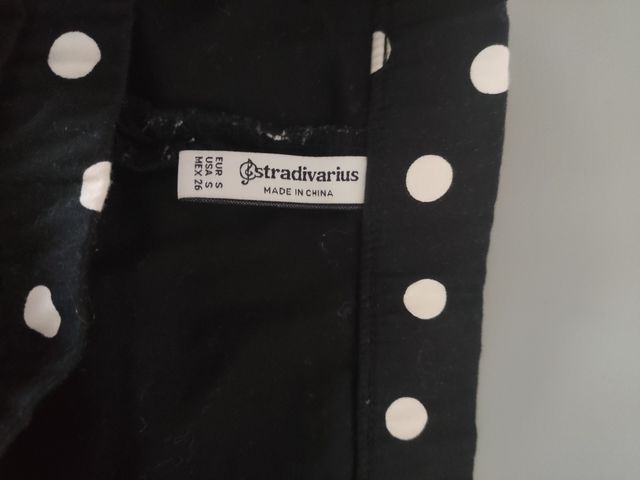 stradivarius
MADE IN CHINA
EUR S
USA S
MEX 26